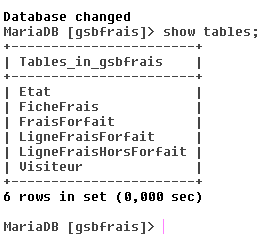 Database changed
MariaDB [gsbfrais]> show tables;
+----------------------+
| Tables_in_gsbfrais   |
+----------------------+
| Etat                 |
| FicheFrais           |
| FraisForfait         |
| LigneFraisForfait    |
| LigneFraisHorsForfait |
| Visiteur             |
+----------------------+
6 rows in set (0,000 sec)
MariaDB [gsbfrais]>